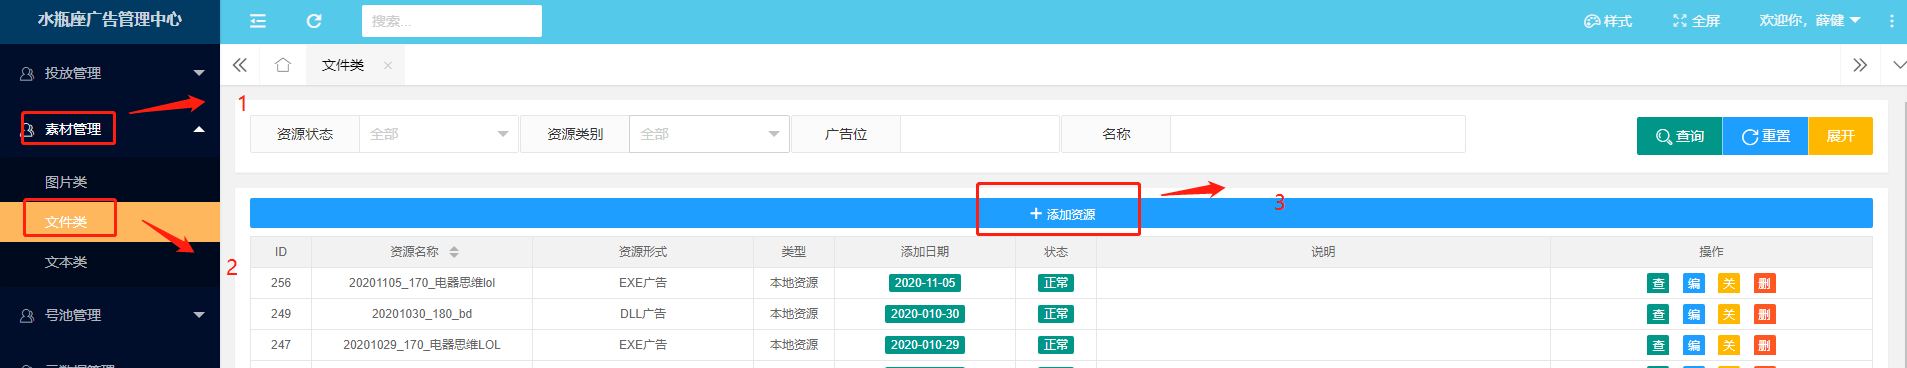 水瓶座广告管理中心
搜索...
样式
全屏
欢迎你，薛健
投放管理
文件类
1
素材管理
资源状态 全部 资源类别 全部 广告位 名称 查询 重置 展开
图片类
文件类
3
添加资源
文本类
2
ID 资源名称 资源形式 类型 添加日期 状态 说明 操作
256 20201105_170_电器思维lol EXE广告 本地资源 2020-11-05 正常 查 编 关 删
号池管理
249 20201030_180_bd DLL广告 本地资源 2020-010-30 正常 查 编 关 删
247 20201029_170_电器思维LOL EXE广告 本地资源 2020-010-29 正常 查 编 关 删